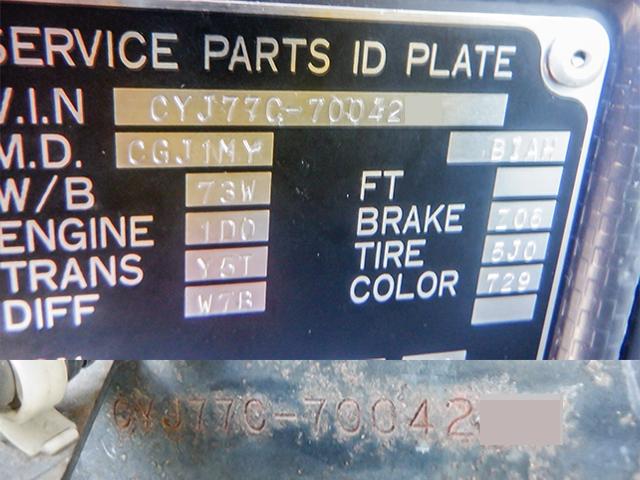 SERVICE PARTS ID PLATE
V.I.N CYJ77C-70042
M.D. CGJ1MY BIAH
W/B 73W FT
ENGINE 1D0 BRAKE Z06
TRANS Y5T TIRE 5J0
DIFF W7B COLOR 729
CYJ77C-70042